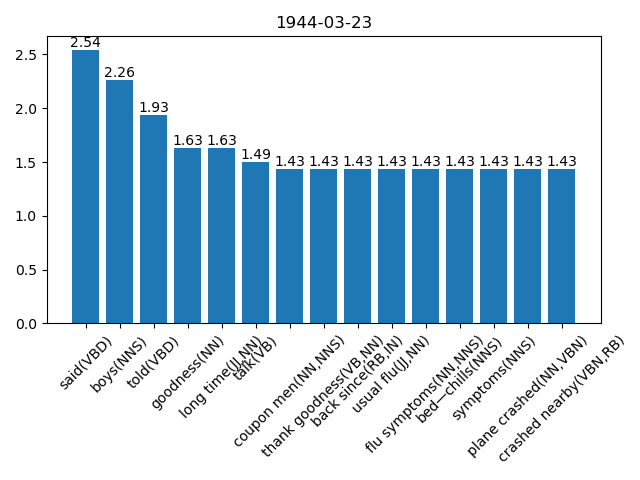 1944-03-23
2.54 2.26 1.93 1.63 1.63 1.49 1.43 1.43 1.43 1.43 1.43 1.43 1.43 1.43 1.43
2.5
2.0
1.5
1.0
0.5
0.0
said(VBD)
boys(NNS)
told(VBD)
goodness(NN)
long time(JJ,NN)
talk(VB)
coupon men(NN,NNS)
thank goodness(VB,NN)
back since(RB,IN)
usual flu(JJ,NN)
flu symptoms(NN,NNS)
bed—chills(NNS)
symptoms(NNS)
plane crashed(NN,VBN)
crashed nearby(VBN,RB)